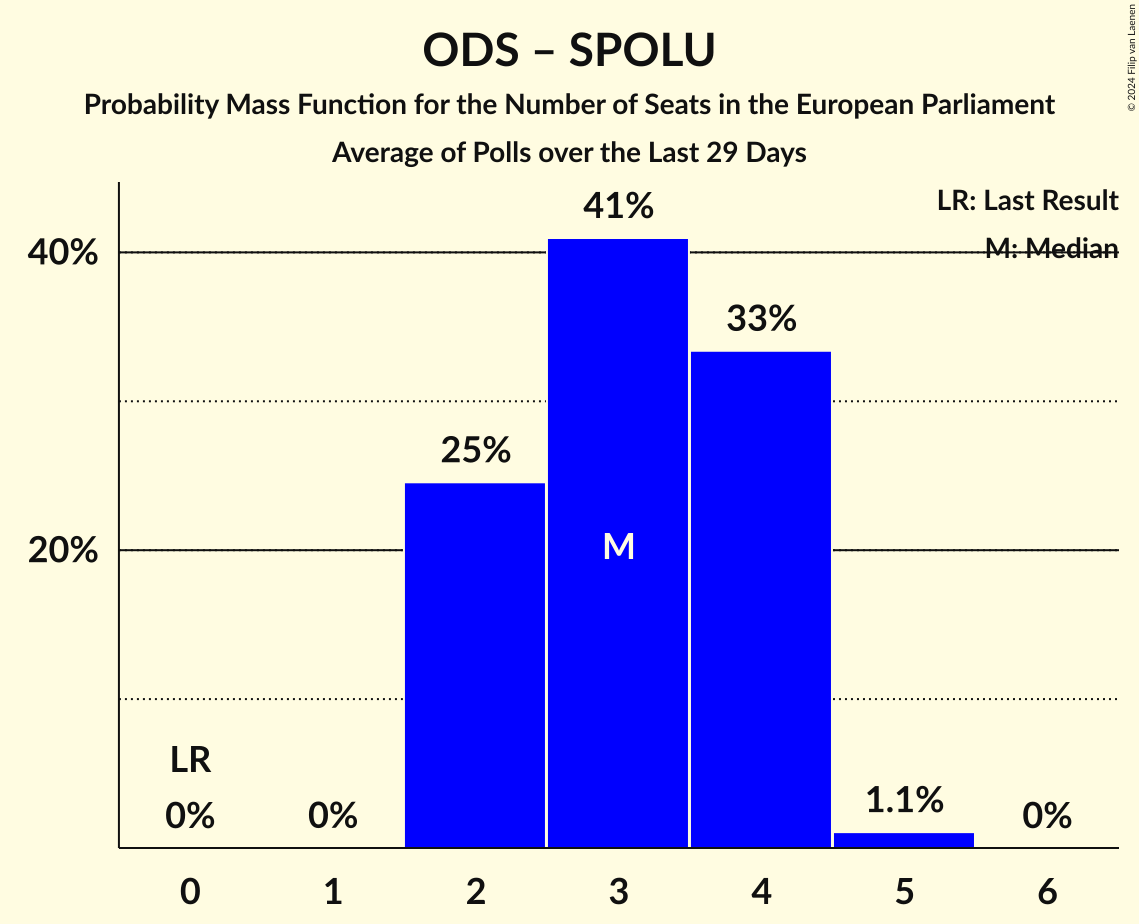 ODS – SPOLU
Probability Mass Function for the Number of Seats in the European Parliament
Average of Polls over the Last 29 Days
© 2024 Filip van Laenen
LR: Last Result
M: Median
40%
20%
LR
0%
0%
25%
41%
M
33%
1.1%
0%
0 1 2 3 4 5 6